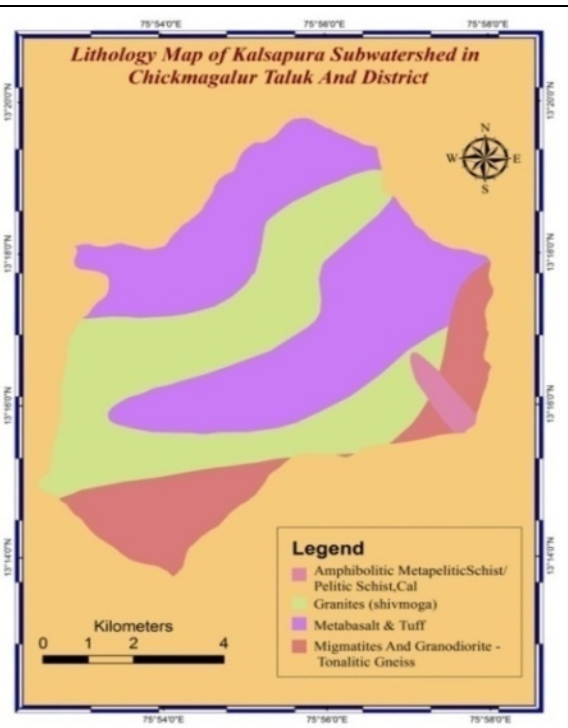 75°54'0"E 75°56'0"E 75°58'0"E
Lithology Map of Kalsapura Subwatershed in
Chickmagalur Taluk And District
13°20'0"N 13°20'0"N
N
W E
S
13°18'0"N 13°18'0"N
13°16'0"N 13°16'0"N
13°14'0"N 13°14'0"N
Legend
Amphibolitic MetapeliticSchist/
Pelitic Schist,Cal
Granites (shivmoga)
Metabasalt & Tuff
Migmatites And Granodiorite -
Tonalitic Gneiss
Kilometers
0 1 2 4
75°54'0"E 75°56'0"E 75°58'0"E